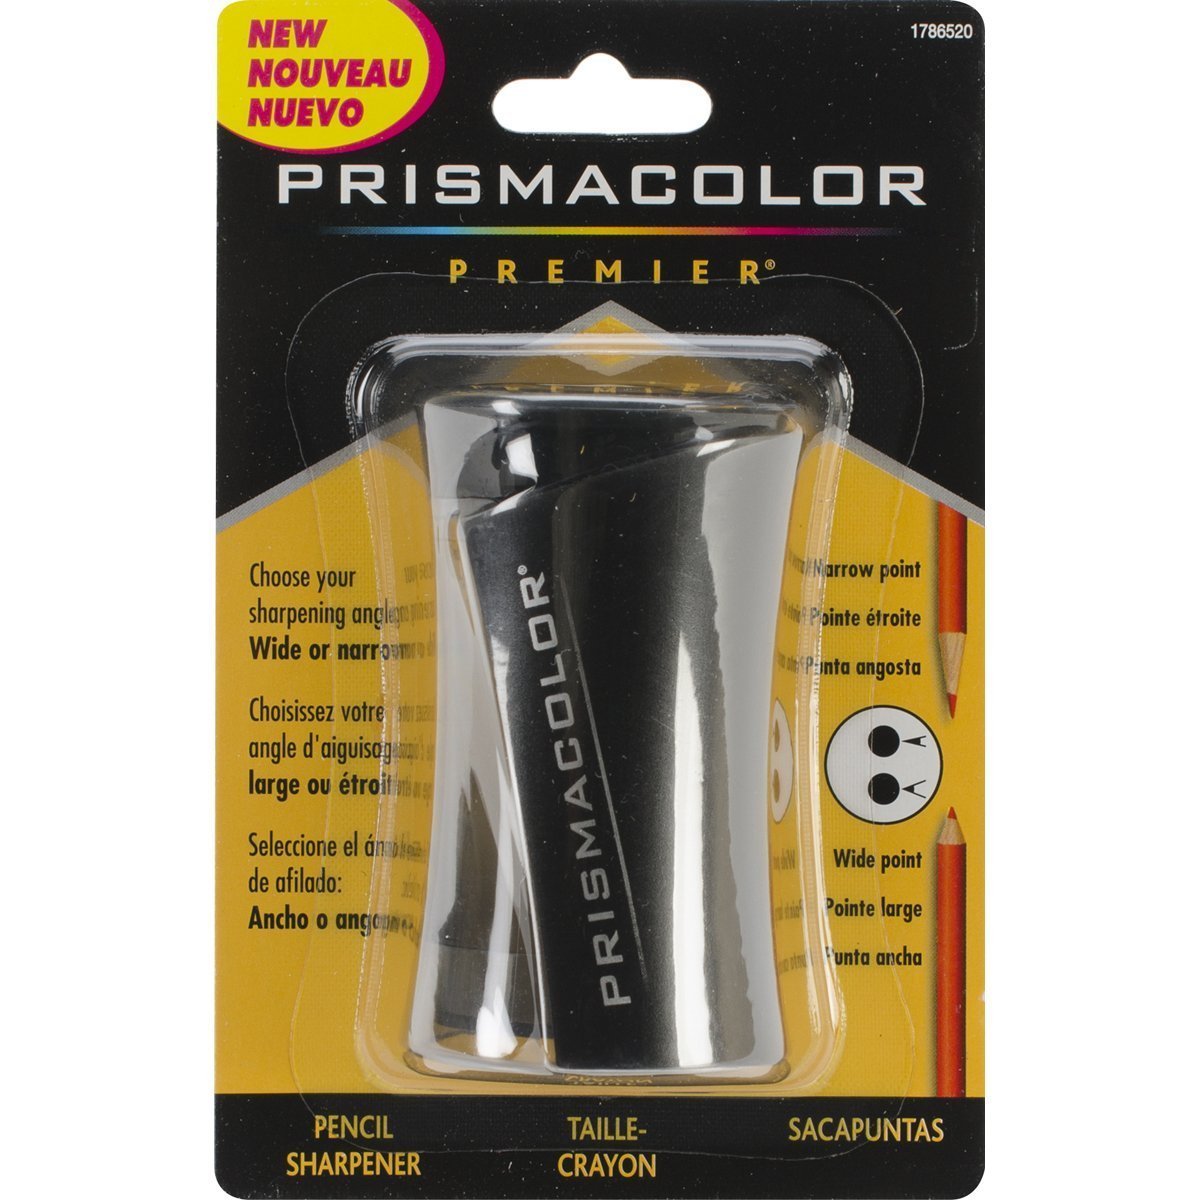 NEW
NOUVEAU
NUEVO
1786520
PRISMACOLOR
PREMIER®
Choose your
sharpening angle
Wide or narrow
Choisissez votre
angle d'aiguisage
large ou étroit
Seleccione el
de afilado:
Ancho o
Narrow point
Pointe étroite
Punta angosta
Wide point
Pointe large
Punta ancha
PRISMACOLOR®
PENCIL
SHARPENER
TAILLE-
CRAYON
SACAPUNTAS